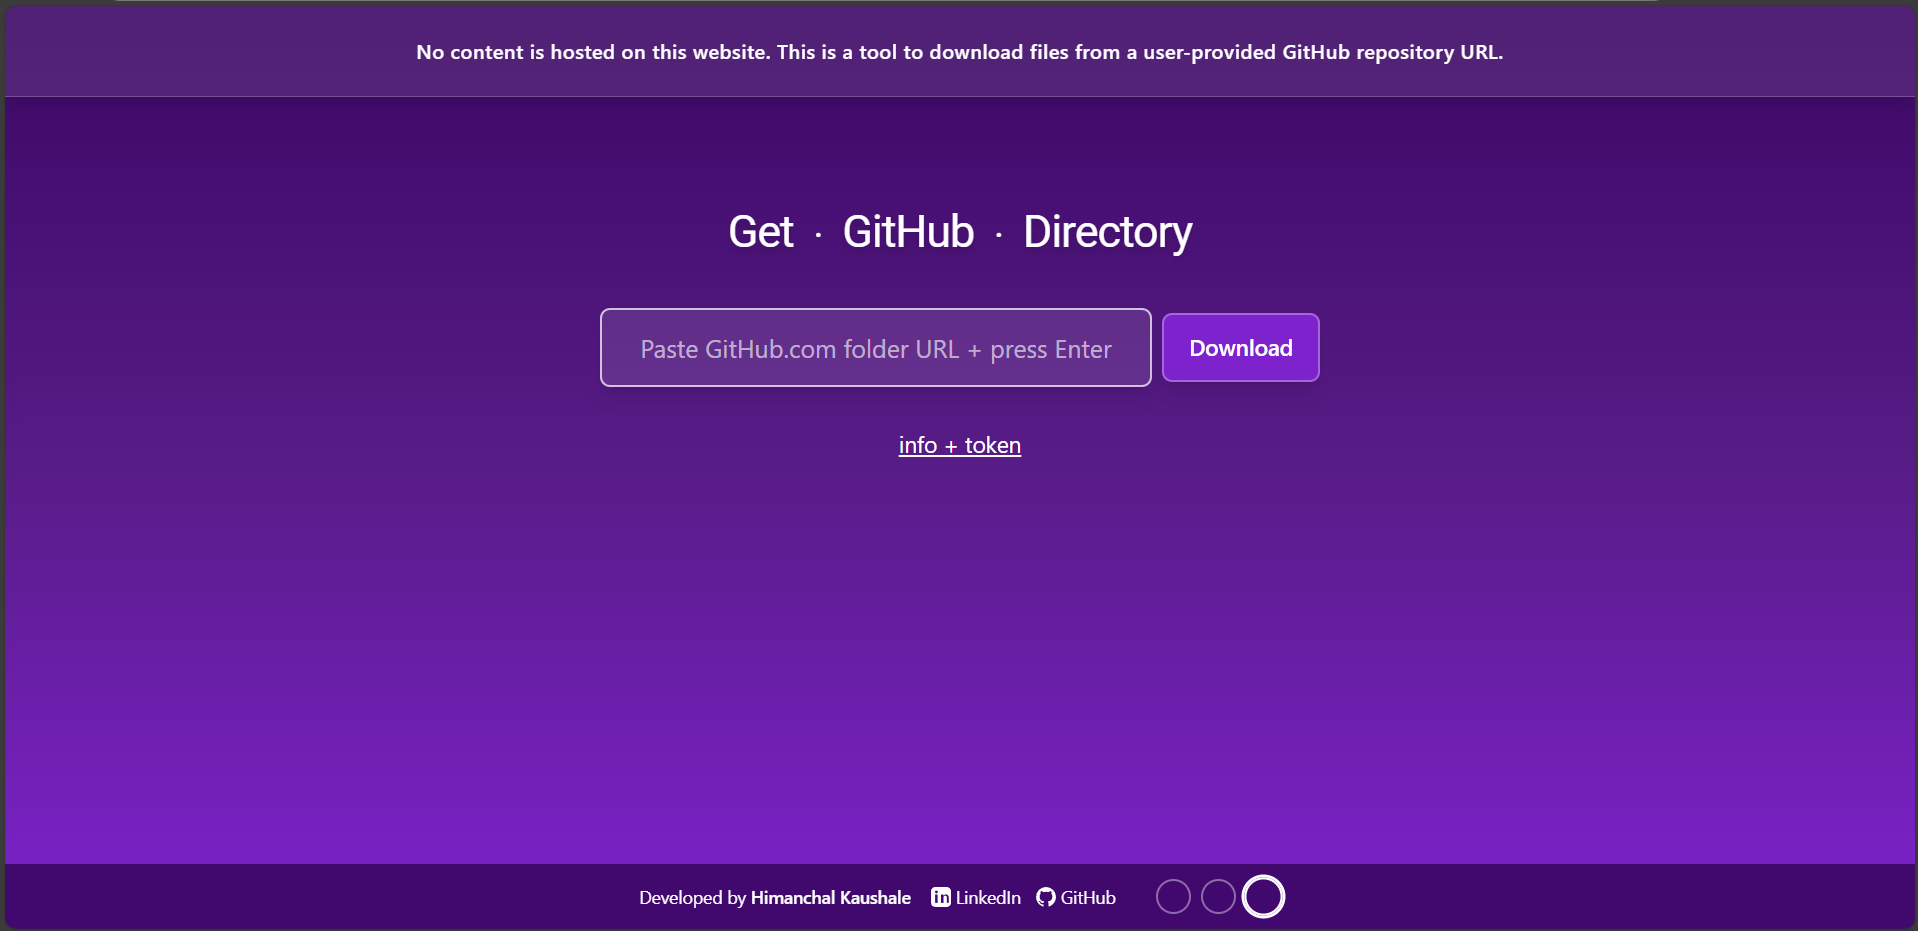 No content is hosted on this website. This is a tool to download files from a user-provided GitHub repository URL.
Get · GitHub · Directory
Paste GitHub.com folder URL + press Enter
Download
info + token
Developed by Himanchal Kaushale LinkedIn GitHub